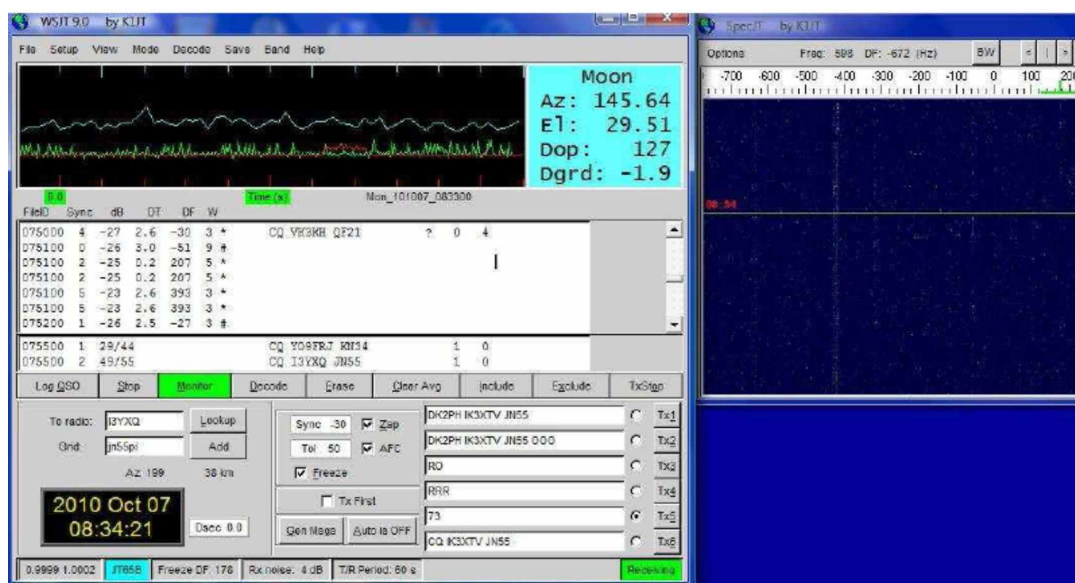 WSJT 9.0 by K1JT
File Setup View Mode Decode Save Band Help
Moon
Az: 145.64
El: 29.51
Dop: 127
Dgrd: -1.9
0.0 Time (s) Mon_101007_083300
FileID Sync dB DT DF W
075000 4 -27 2.6 -30 3 * CQ VK3KH QF21 ? 0 4
075100 0 -26 3.0 -51 9 #
075100 2 -25 0.2 207 5 *
075100 2 -25 0.2 207 5 *
075100 5 -23 2.6 393 3 *
075100 5 -23 2.6 393 3 *
075200 1 -26 2.5 -27 3 #
075500 1 29/44 CQ YO9FRJ KN34 1 0
075500 2 49/55 CQ I3YXQ JN55 1 0
Log QSO Stop Monitor Decode Erase Clear Avg Include Exclude TxStop
To radio: I3YXQ Lookup
Grid: jn55pi Add
Az: 199 38 km
2010 Oct 07
08:34:21
Dsec 0.0
Sync -30 Zap
Tol 50 AFC
Freeze
Tx First
Gen Msgs Auto is OFF
DK2PH IK3XTV JN55 Tx1
DK2PH IK3XTV JN55 OOO Tx2
RO Tx3
RRR Tx4
73 Tx5
CQ IK3XTV JN55 Tx6
0.9999 1.0002 JT65B Freeze DF: 178 Rx noise: 4 dB T/R Period: 60 s Receiving
SpecJT by K1JT
Options Freq: 598 DF: -672 (Hz) BW < | >
-700 -600 -500 -400 -300 -200 -100 0 100 200
08:34